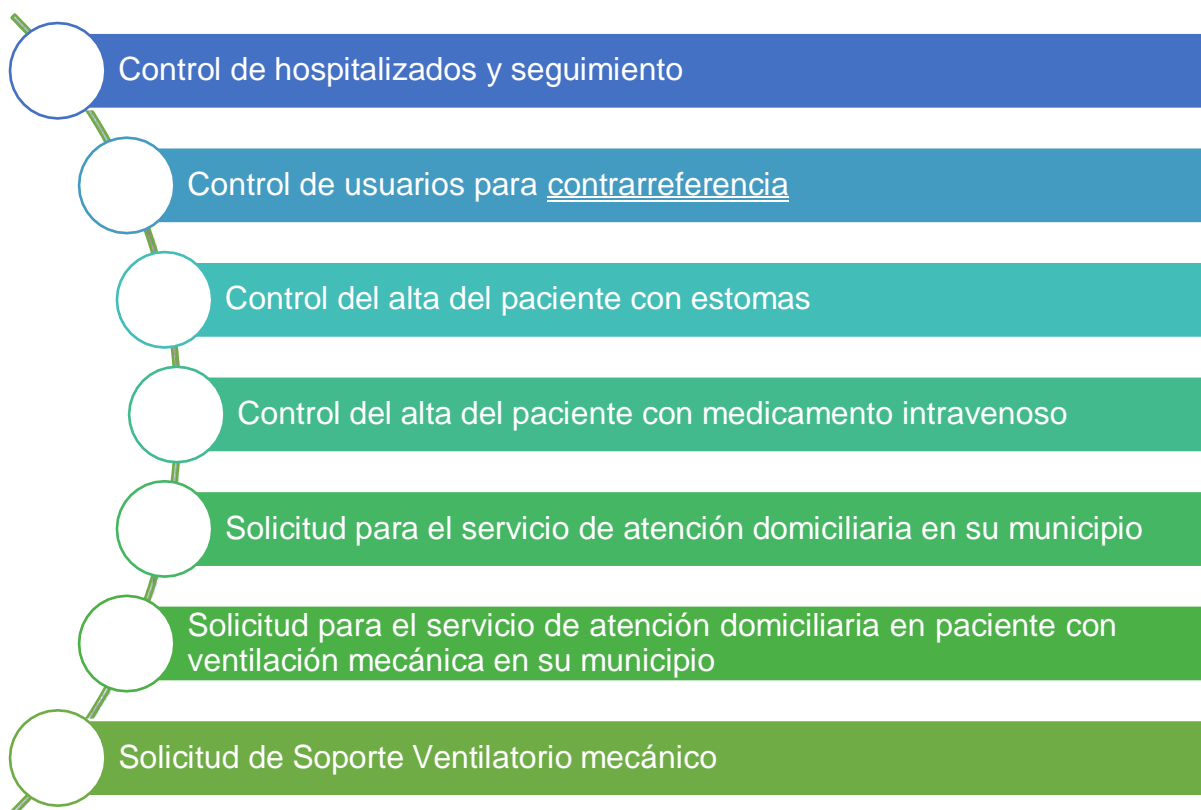 Control de hospitalizados y seguimiento
Control de usuarios para contrarreferencia
Control del alta del paciente con estomas
Control del alta del paciente con medicamento intravenoso
Solicitud para el servicio de atención domiciliaria en su municipio
Solicitud para el servicio de atención domiciliaria en paciente con
ventilación mecánica en su municipio
Solicitud de Soporte Ventilatorio mecánico